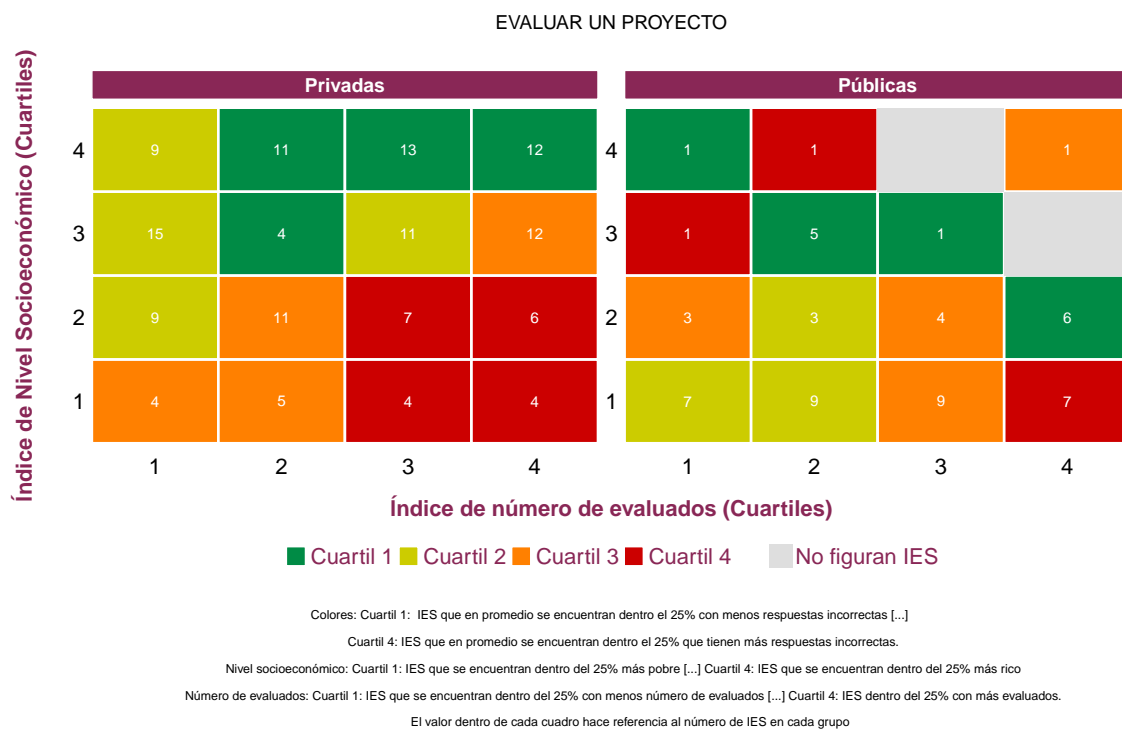 EVALUAR UN PROYECTO
Índice de Nivel Socioeconómico (Cuartiles)
Privadas
Públicas
4 9 11 13 12 4 1 1 1
3 15 4 11 12 3 1 5 1
2 9 11 7 6 2 3 3 4 6
1 4 5 4 4 1 7 9 9 7
1 2 3 4 1 2 3 4
Índice de número de evaluados (Cuartiles)
Cuartil 1 Cuartil 2 Cuartil 3 Cuartil 4 No figuran IES
Colores: Cuartil 1: IES que en promedio se encuentran dentro el 25% con menos respuestas incorrectas [...]
Cuartil 4: IES que en promedio se encuentran dentro el 25% que tienen más respuestas incorrectas.
Nivel socioeconómico: Cuartil 1: IES que se encuentran dentro del 25% más pobre [...] Cuartil 4: IES que se encuentran dentro del 25% más rico
Número de evaluados: Cuartil 1: IES que se encuentran dentro del 25% con menos número de evaluados [...] Cuartil 4: IES dentro del 25% con más evaluados.
El valor dentro de cada cuadro hace referencia al número de IES en cada grupo